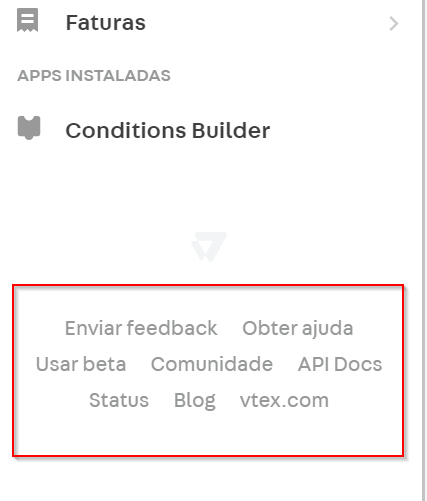 Faturas
APPS INSTALADAS
Conditions Builder
Enviar feedback Obter ajuda
Usar beta Comunidade API Docs
Status Blog vtex.com